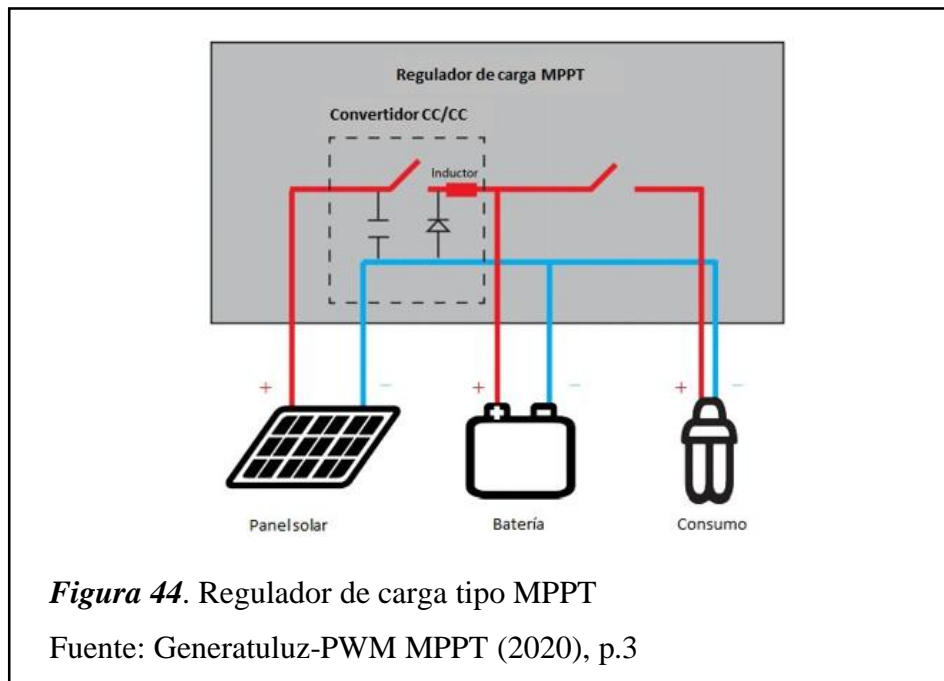 Regulador de carga MPPT
Convertidor CC/CC
Inductor
+ − + − + −
Panel solar Batería Consumo
Figura 44. Regulador de carga tipo MPPT
Fuente: Generatuluz-PWM MPPT (2020), p.3